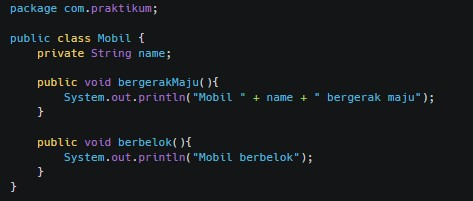 package com.praktikum;
public class Mobil {
private String name;
public void bergerakMaju(){
System.out.println("Mobil " + name + " bergerak maju");
}
public void berbelok(){
System.out.println("Mobil berbelok");
}
}